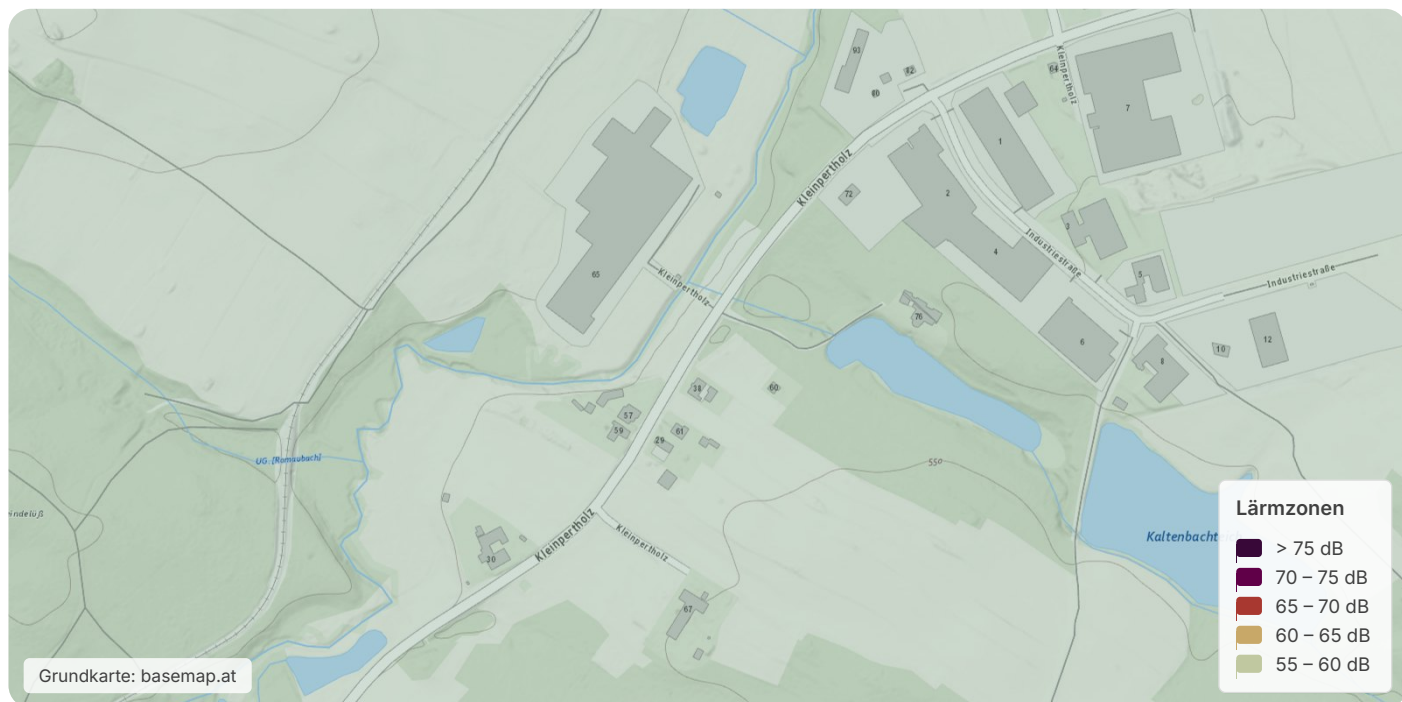 93
82
80
64
Kleinpertholz
7
1
Kleinpertholz
72
2
3
Industriestraße
4
5
Industriestraße
65
Kleinpertholz
76
6
10
12
8
38
60
57
59
61
29
UG.[Romaubach]
550
Kaltenbacht
30
Kleinpertholz
Kleinpertholz
67
Lärmzonen
> 75 dB
70 – 75 dB
65 – 70 dB
60 – 65 dB
55 – 60 dB
Grundkarte: basemap.at